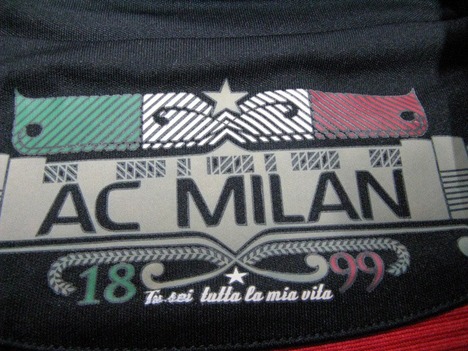 AC MILAN
18 99
Tu sei tutta la mia vita